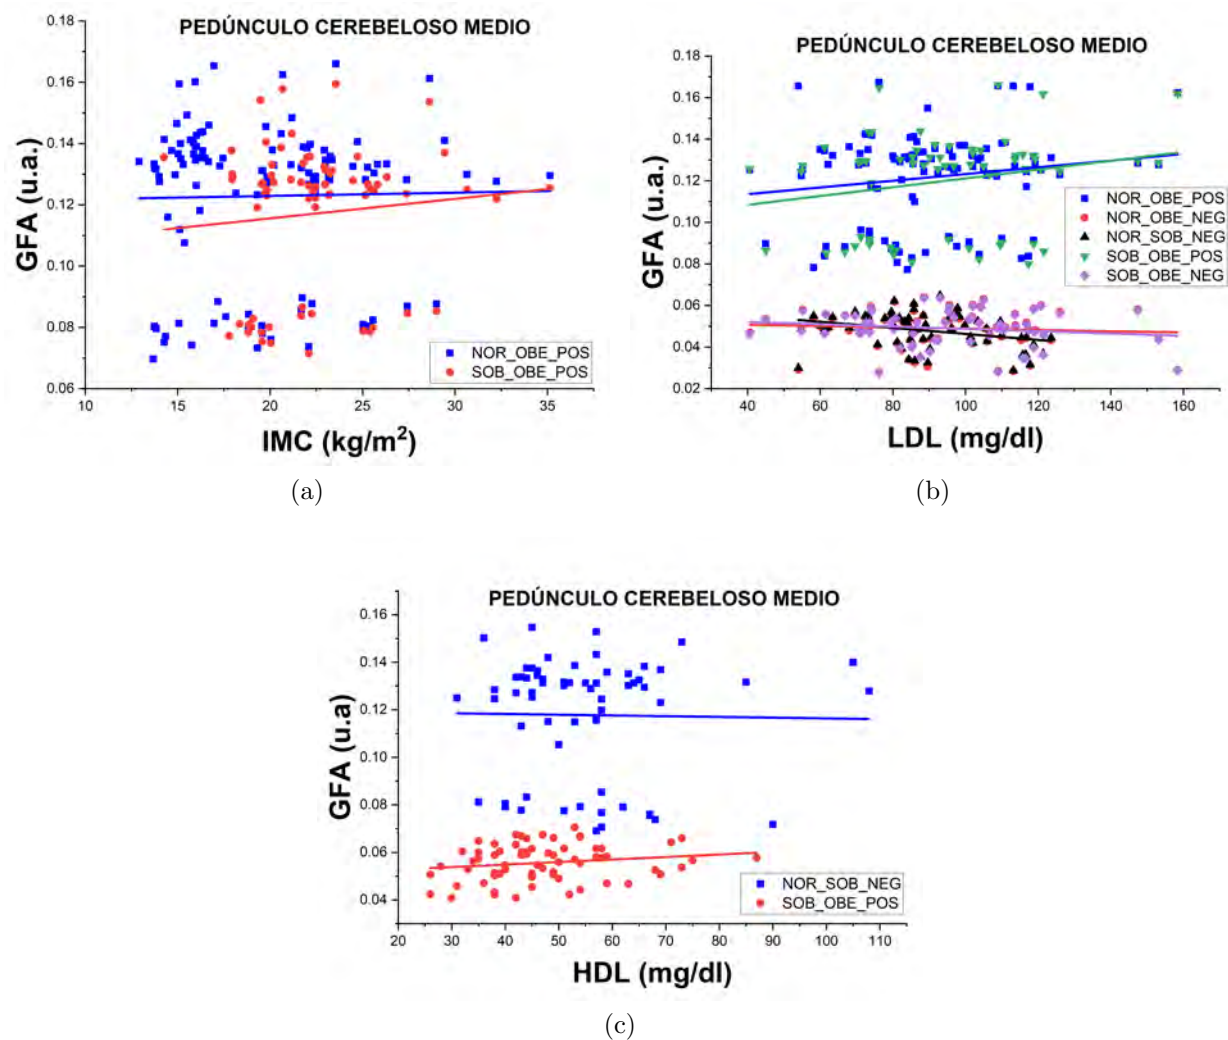 PEDÚNCULO CEREBELOSO MEDIO
0.18
0.16
0.14
0.12
0.10
0.08
0.06
GFA (u.a.)
10 15 20 25 30 35
IMC (kg/m²)
NOR_OBE_POS
SOB_OBE_POS
(a)
PEDÚNCULO CEREBELOSO MEDIO
0.18
0.16
0.14
0.12
0.10
0.08
0.06
0.04
0.02
GFA (u.a.)
40 60 80 100 120 140 160
LDL (mg/dl)
NOR_OBE_POS
NOR_OBE_NEG
NOR_SOB_NEG
SOB_OBE_POS
SOB_OBE_NEG
(b)
PEDÚNCULO CEREBELOSO MEDIO
0.16
0.14
0.12
0.10
0.08
0.06
0.04
GFA (u.a)
20 30 40 50 60 70 80 90 100 110
HDL (mg/dl)
NOR_SOB_NEG
SOB_OBE_POS
(c)